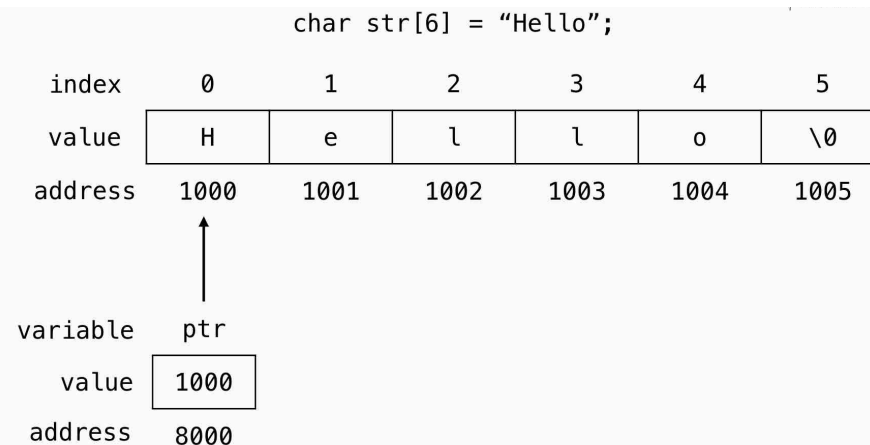 char str[6] = “Hello”;
index 0 1 2 3 4 5
value H e l l o \0
address 1000 1001 1002 1003 1004 1005
variable ptr
value 1000
address 8000